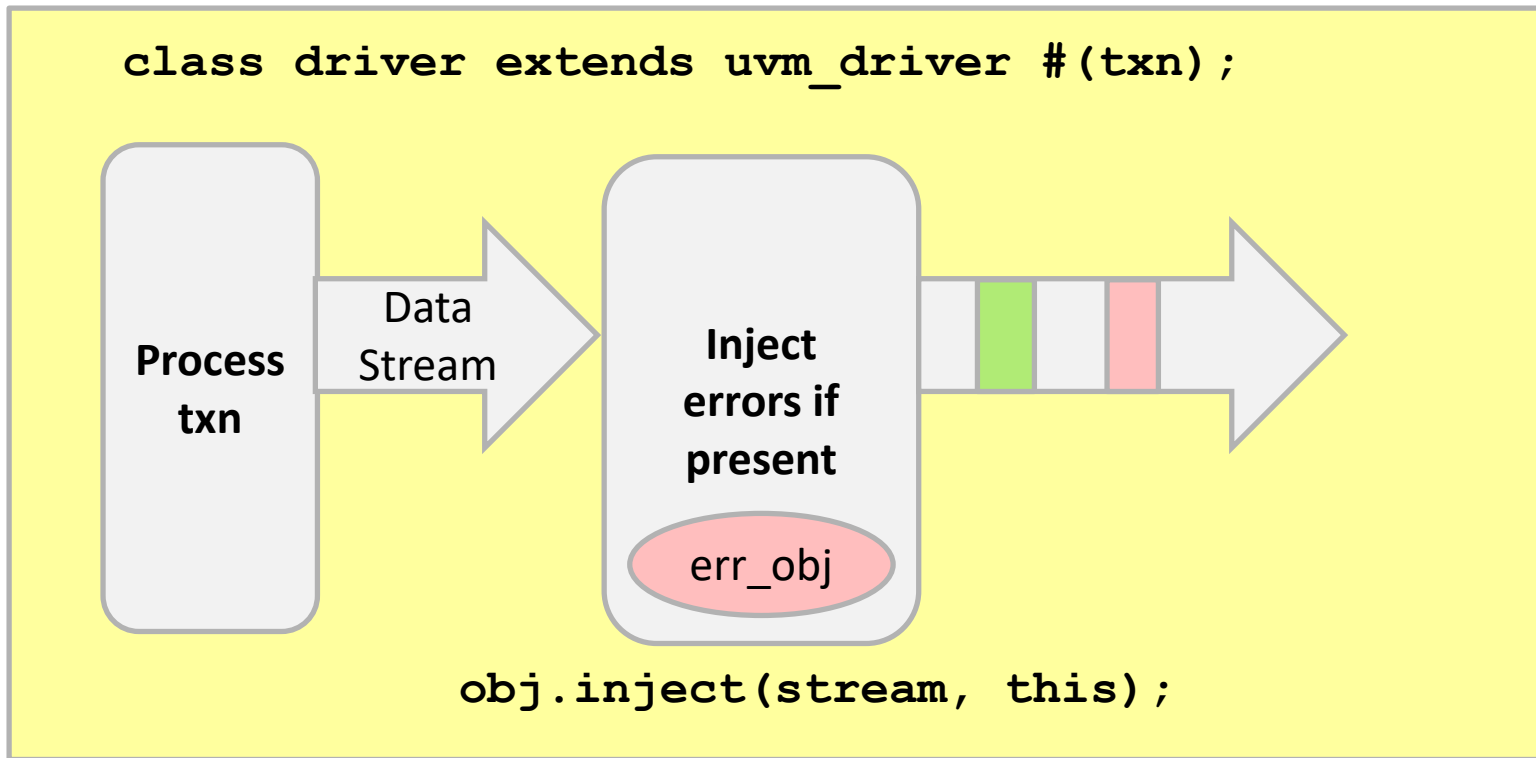 class driver extends uvm_driver #(txn);
Process
txn
Data
Stream
Inject
errors if
present
err_obj
obj.inject(stream, this);